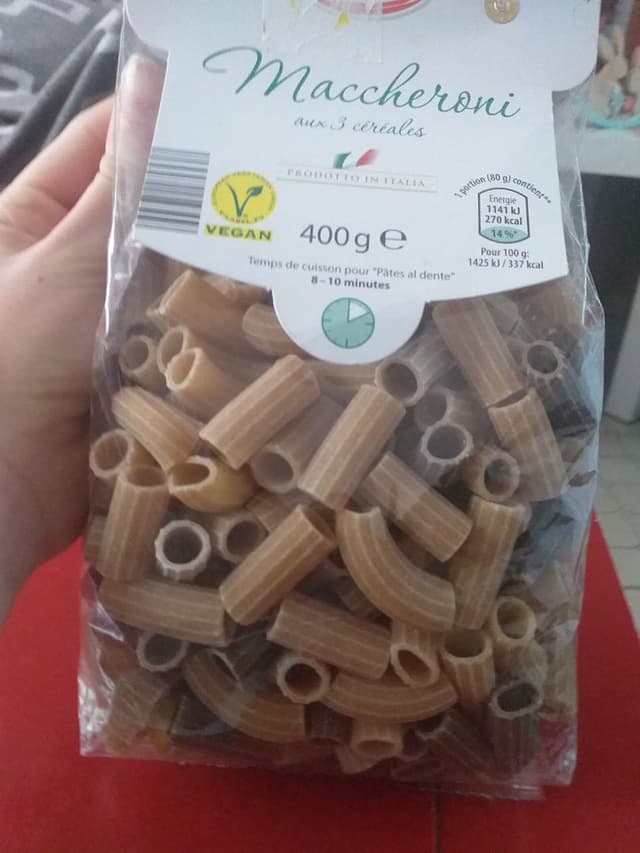 Maccheroni
aux 3 céréales
PRODOTTO IN ITALIA
VEGAN
400g e
Temps de cuisson pour "Pâtes al dente"
8-10 minutes
1 portion (80 g) contient**
Energie
1141 kJ
270 kcal
14 %*
Pour 100 g:
1425 kJ / 337 kcal